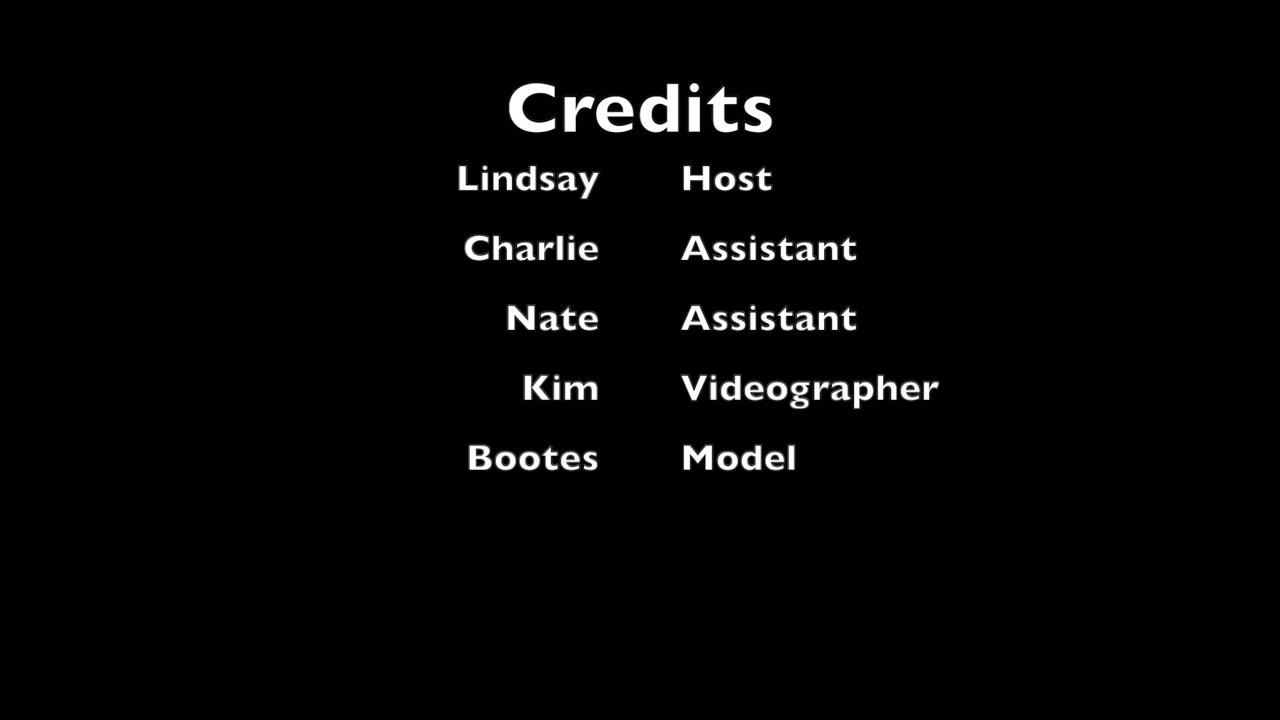 Credits
Lindsay Host
Charlie Assistant
Nate Assistant
Kim Videographer
Bootes Model